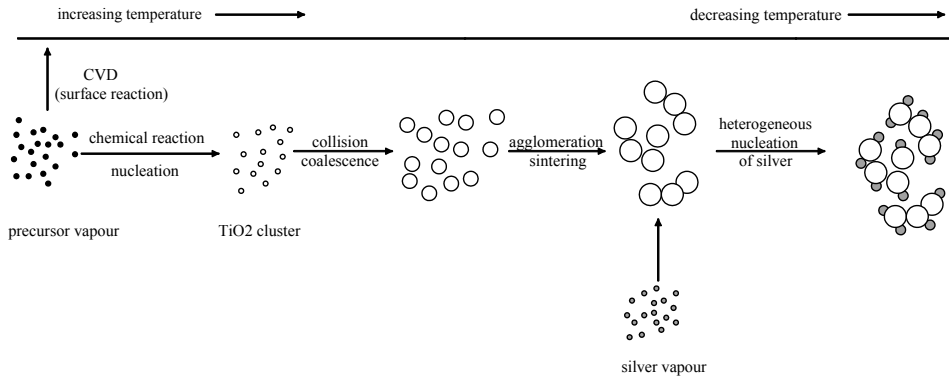 increasing temperature
decreasing temperature
CVD
(surface reaction)
chemical reaction
nucleation
collision
coalescence
agglomeration
sintering
heterogeneous
nucleation
of silver
precursor vapour
TiO2 cluster
silver vapour